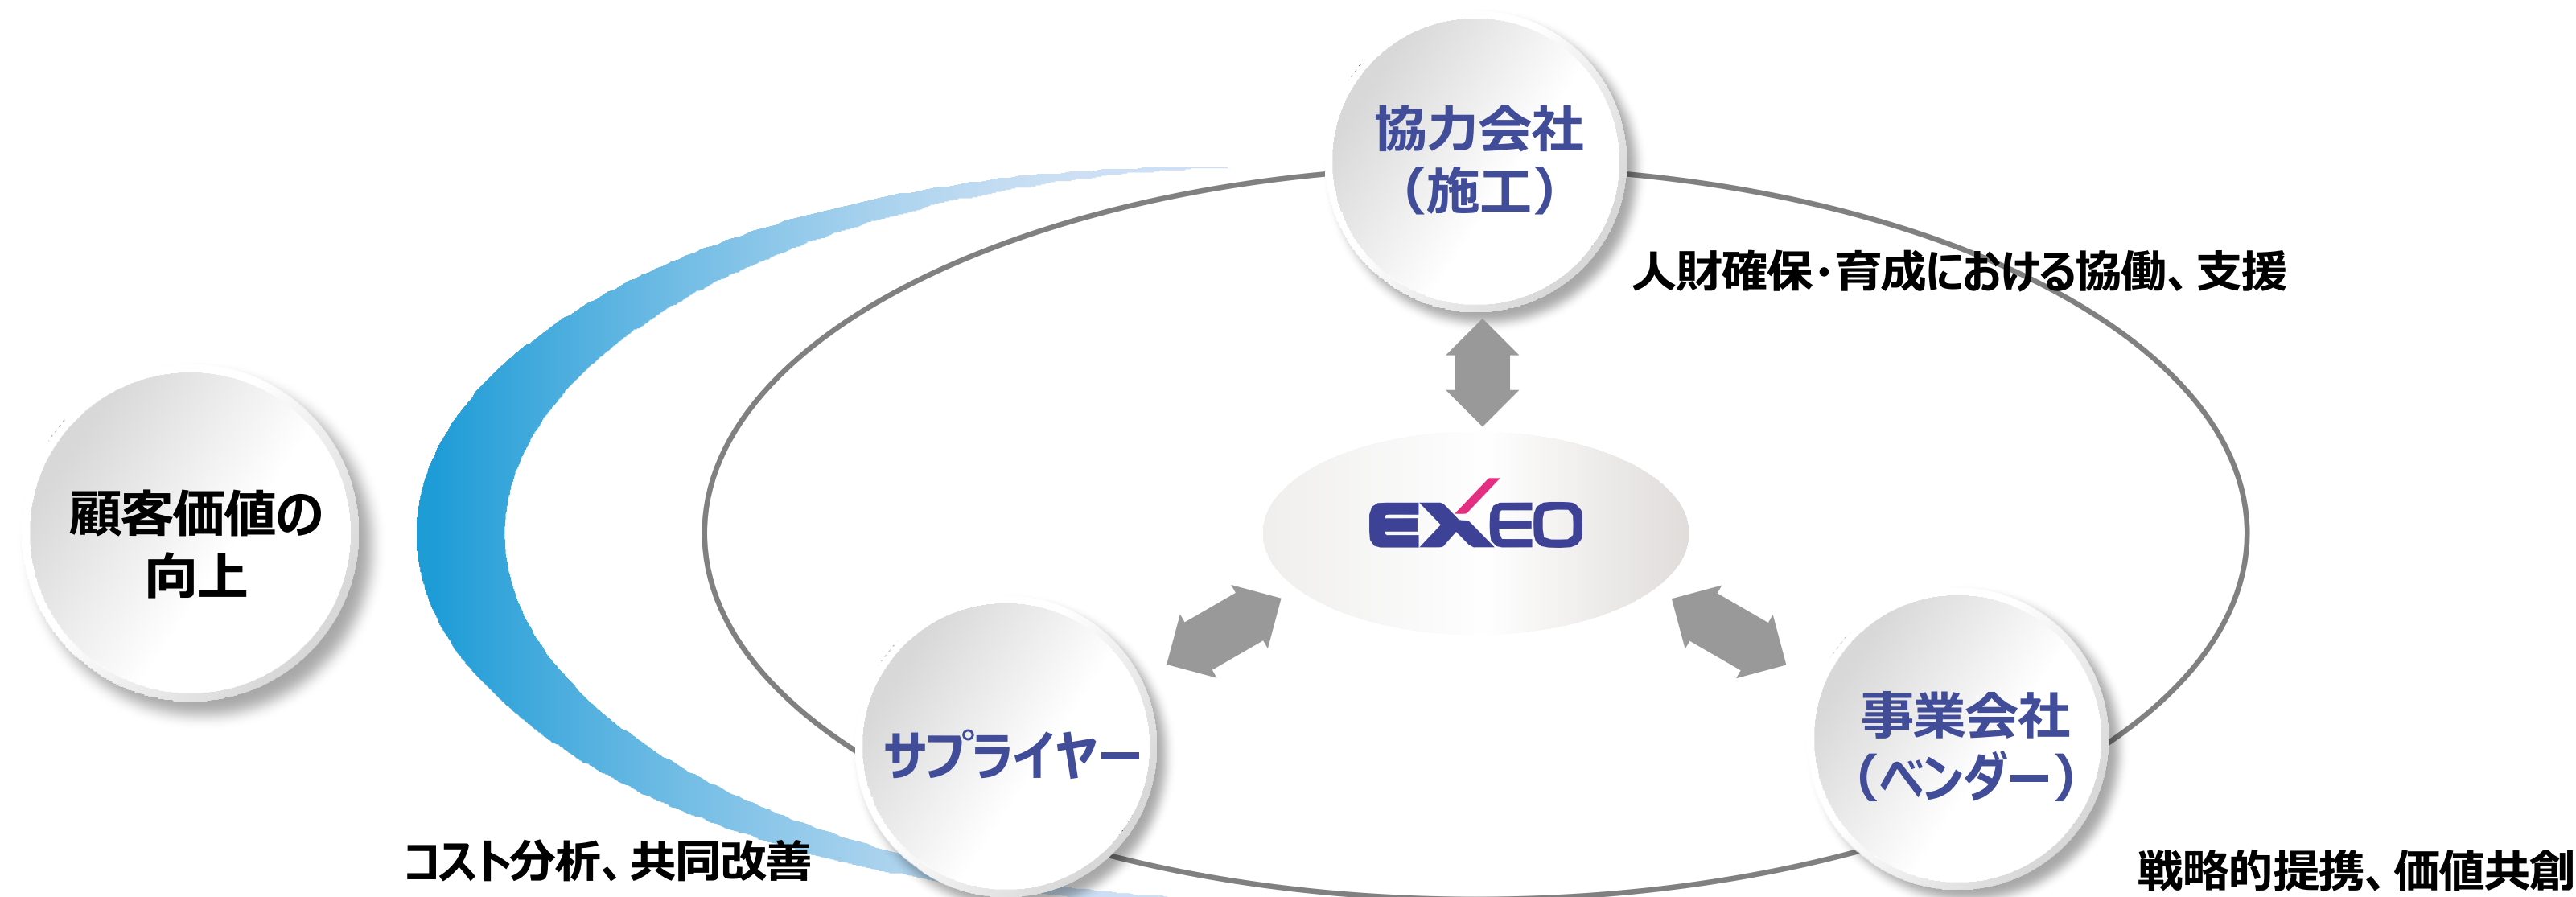 協力会社
（施工）
人財確保・育成における協働、支援
顧客価値の
向上
EXEO
サプライヤー
事業会社
（ベンダー）
コスト分析、共同改善
戦略的提携、価値共創